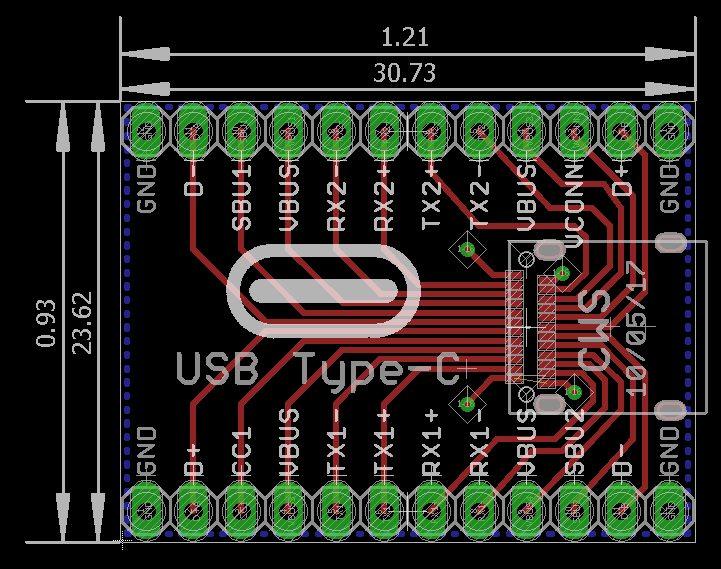 1.21
30.73
0.93
23.62
GND
D-
SBU1
VBUS
RX2-
RX2+
TX2+
TX2-
VBUS
VCONN
D+
GND
USB Type-C
CMS
10/05/17
GND
D+
CC1
VBUS
TX1-
TX1+
RX1+
RX1-
VBUS
SBU2
D-
GND